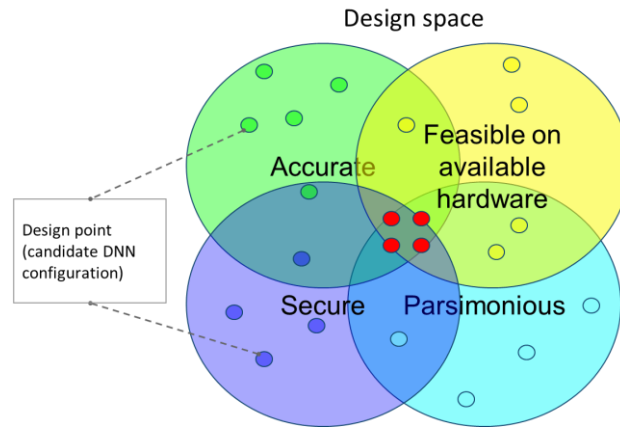 Design space
Accurate
Feasible on
available
hardware
Design point
(candidate DNN
configuration)
Secure
Parsimonious